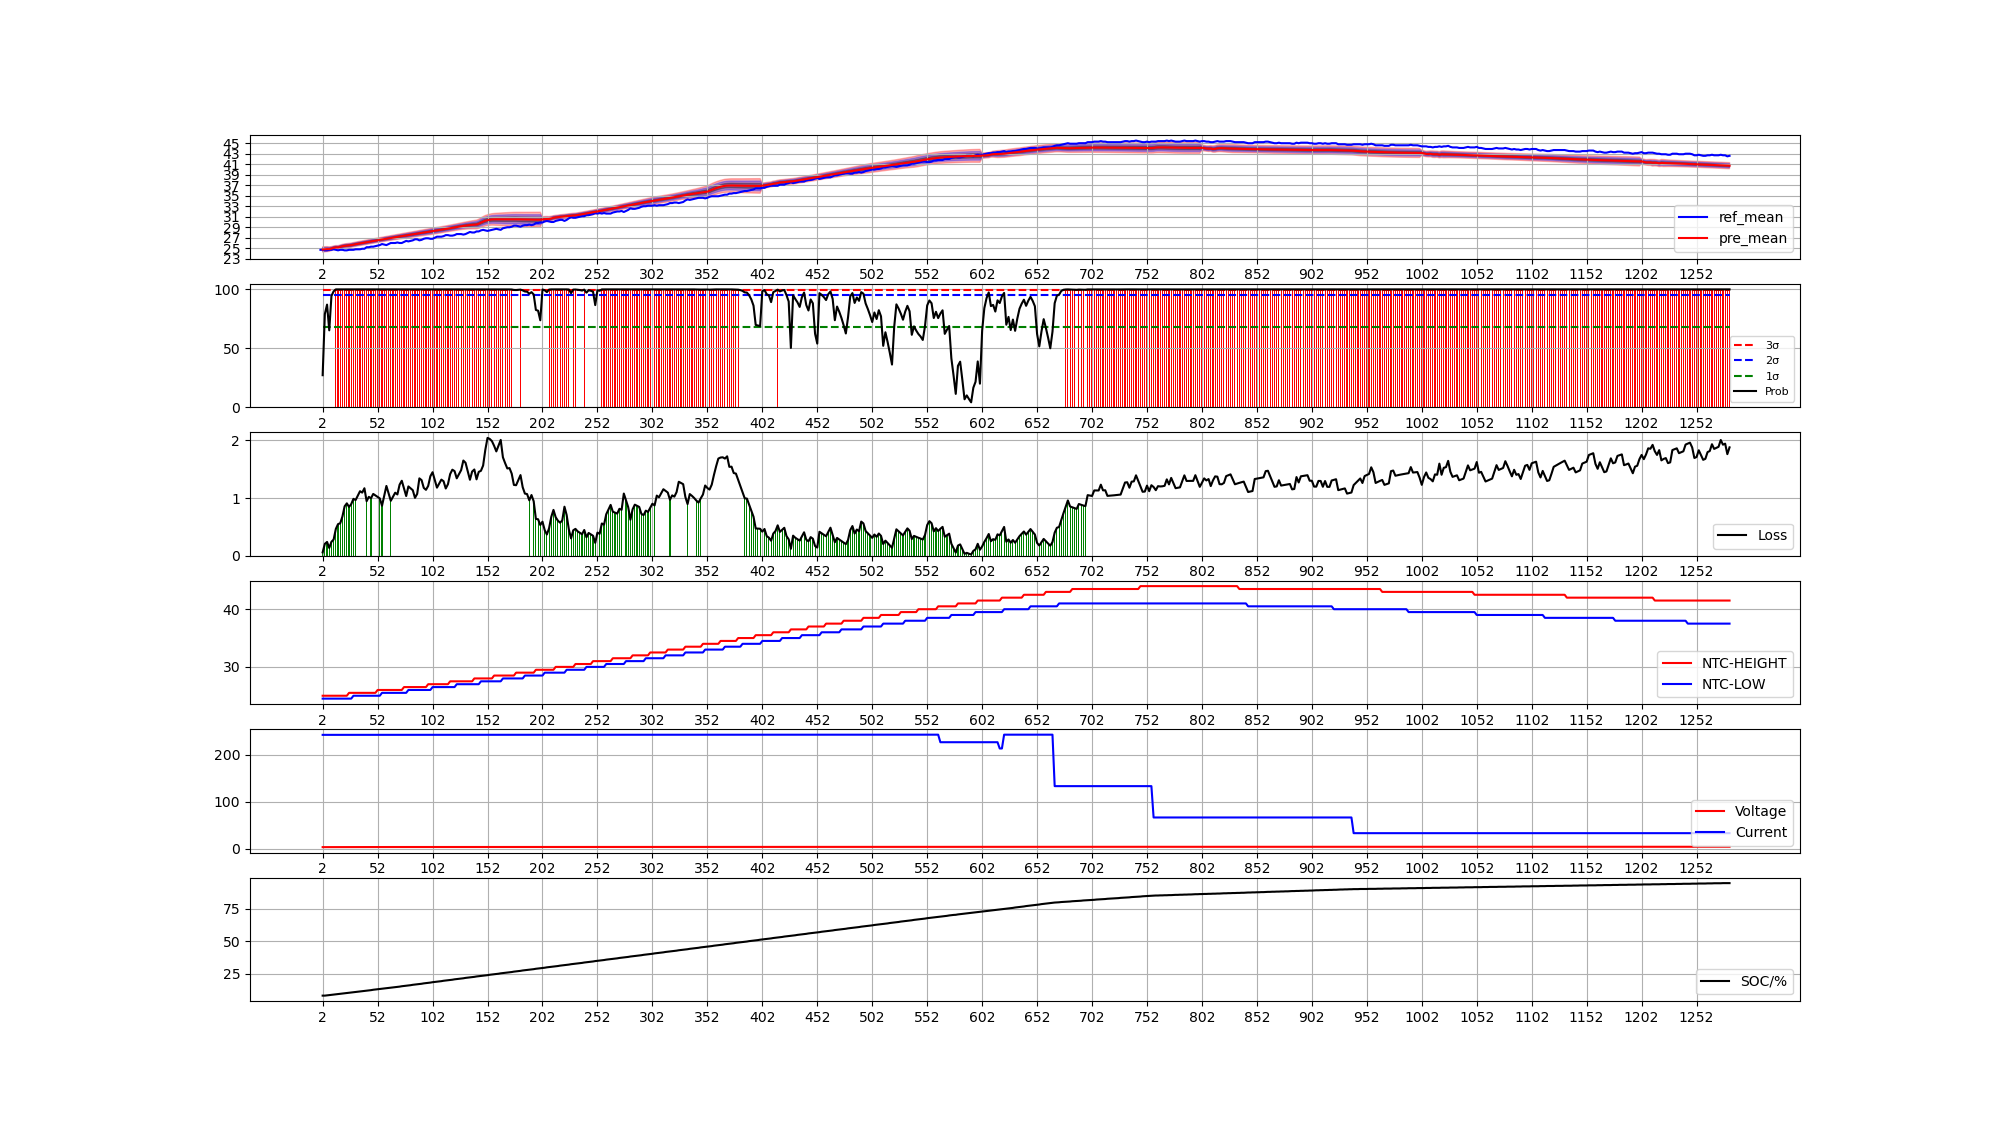 45
43
41
39
37
35
33
31
29
27
25
23
ref_mean
pre_mean
2 52 102 152 202 252 302 352 402 452 502 552 602 652 702 752 802 852 902 952 1002 1052 1102 1152 1202 1252
100
50
0
3σ
2σ
1σ
Prob
2 52 102 152 202 252 302 352 402 452 502 552 602 652 702 752 802 852 902 952 1002 1052 1102 1152 1202 1252
2
1
0
Loss
2 52 102 152 202 252 302 352 402 452 502 552 602 652 702 752 802 852 902 952 1002 1052 1102 1152 1202 1252
40
30
NTC-HEIGHT
NTC-LOW
2 52 102 152 202 252 302 352 402 452 502 552 602 652 702 752 802 852 902 952 1002 1052 1102 1152 1202 1252
200
100
0
Voltage
Current
2 52 102 152 202 252 302 352 402 452 502 552 602 652 702 752 802 852 902 952 1002 1052 1102 1152 1202 1252
75
50
25
SOC/%
2 52 102 152 202 252 302 352 402 452 502 552 602 652 702 752 802 852 902 952 1002 1052 1102 1152 1202 1252